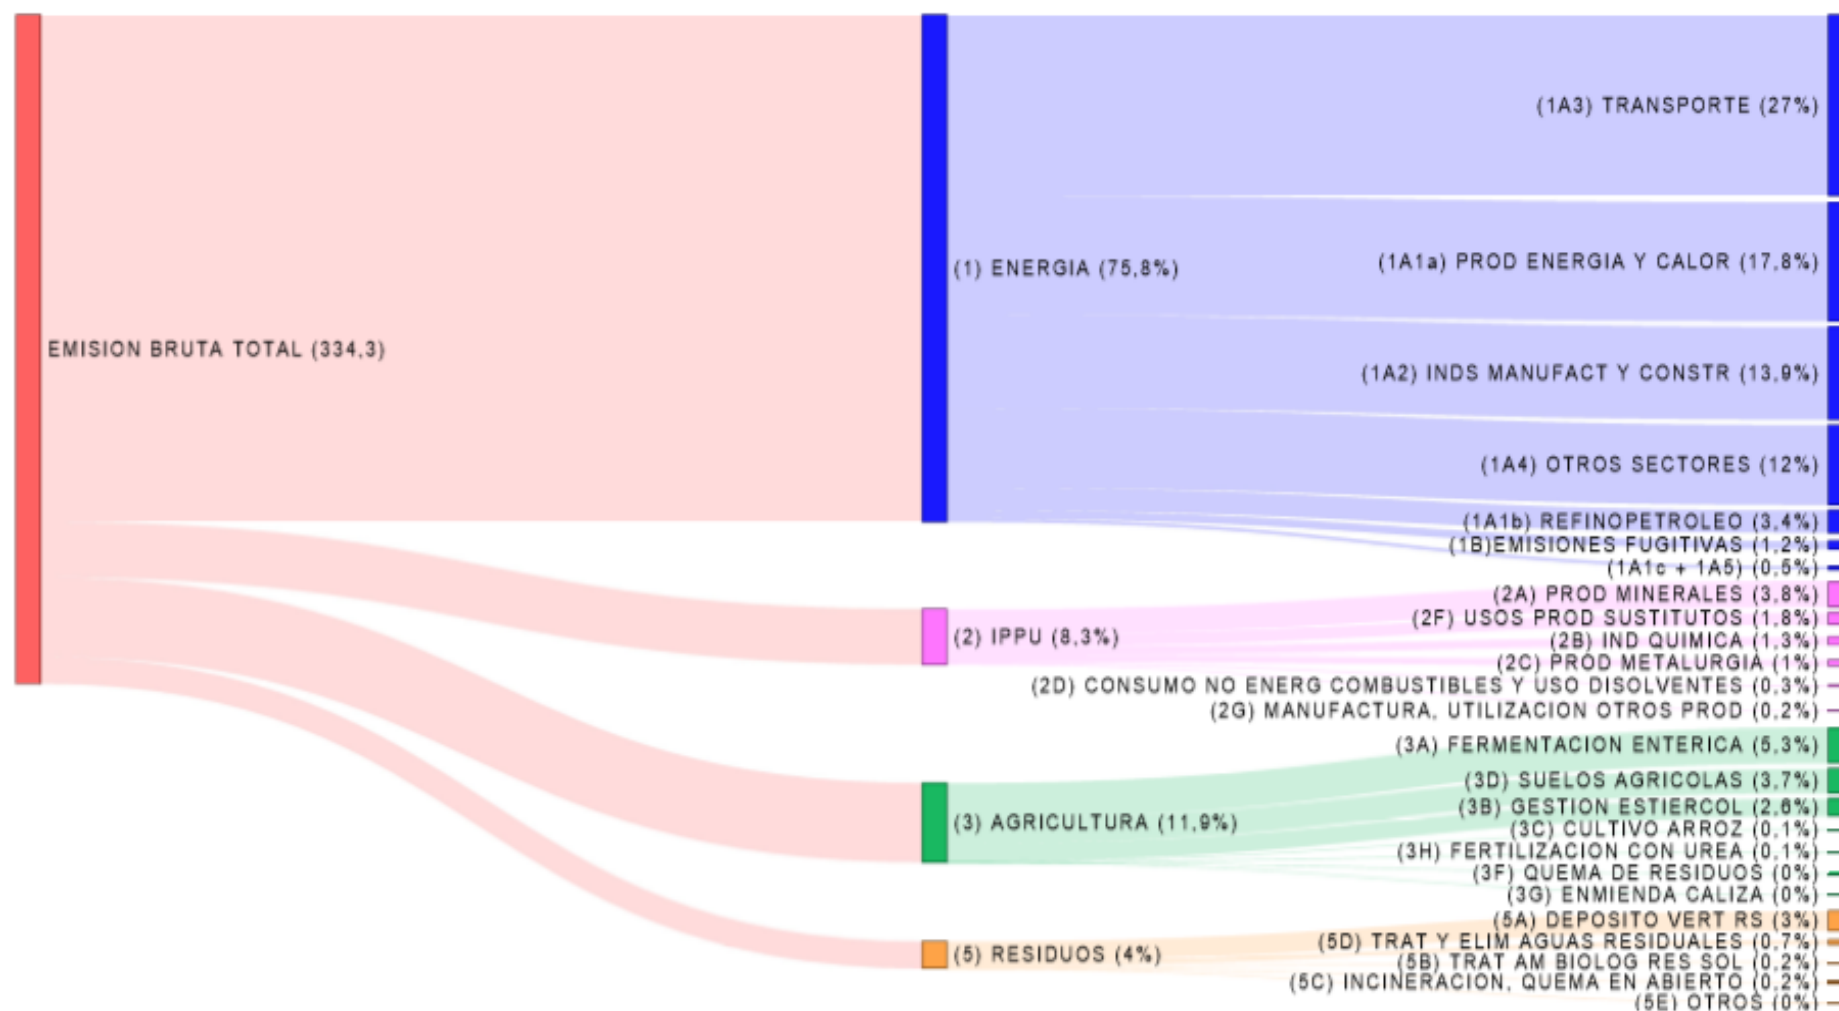 EMISION BRUTA TOTAL (334,3)
(1) ENERGIA (75,8%)
(2) IPPU (8,3%)
(3) AGRICULTURA (11,9%)
(5) RESIDUOS (4%)
(1A3) TRANSPORTE (27%)
(1A1a) PROD ENERGIA Y CALOR (17,8%)
(1A2) INDS MANUFACT Y CONSTR (13,9%)
(1A4) OTROS SECTORES (12%)
(1A1b) REFINOPETROLEO (3,4%)
(1B)EMISIONES FUGITIVAS (1,2%)
(1A1c + 1A5) (0,5%)
(2A) PROD MINERALES (3,8%)
(2F) USOS PROD SUSTITUTOS (1,8%)
(2B) IND QUIMICA (1,3%)
(2C) PROD METALURGIA (1%)
(2D) CONSUMO NO ENERG COMBUSTIBLES Y USO DISOLVENTES (0,3%)
(2G) MANUFACTURA, UTILIZACION OTROS PROD (0,2%)
(3A) FERMENTACION ENTERICA (5,3%)
(3D) SUELOS AGRICOLAS (3,7%)
(3B) GESTION ESTIERCOL (2,6%)
(3C) CULTIVO ARROZ (0,1%)
(3H) FERTILIZACION CON UREA (0,1%)
(3F) QUEMA DE RESIDUOS (0%)
(3G) ENMIENDA CALIZA (0%)
(5A) DEPOSITO VERT RS (3%)
(5D) TRAT Y ELIM AGUAS RESIDUALES (0,7%)
(5B) TRAT AM BIOLOG RES SOL (0,2%)
(5C) INCINERACION, QUEMA EN ABIERTO (0,2%)
(5E) OTROS (0%)